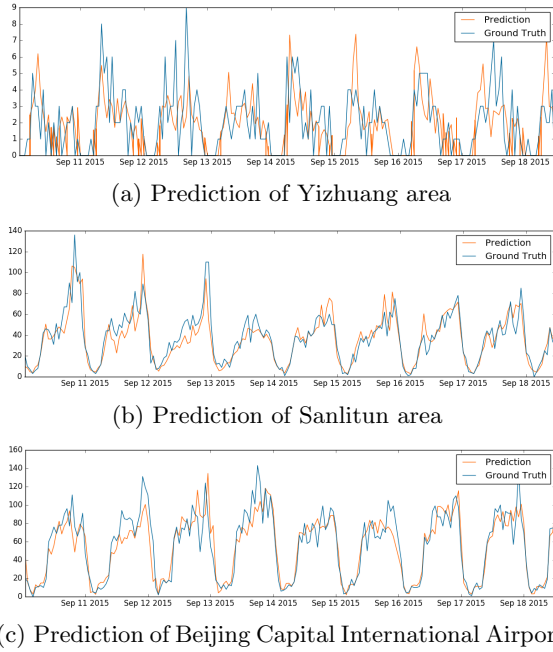 9
8
7
6
5
4
3
2
1
0
Prediction
Ground Truth
Sep 11 2015 Sep 12 2015 Sep 13 2015 Sep 14 2015 Sep 15 2015 Sep 16 2015 Sep 17 2015 Sep 18 2015
(a) Prediction of Yizhuang area
140
120
100
80
60
40
20
0
Prediction
Ground Truth
Sep 11 2015 Sep 12 2015 Sep 13 2015 Sep 14 2015 Sep 15 2015 Sep 16 2015 Sep 17 2015 Sep 18 2015
(b) Prediction of Sanlitun area
160
140
120
100
80
60
40
20
0
Prediction
Ground Truth
Sep 11 2015 Sep 12 2015 Sep 13 2015 Sep 14 2015 Sep 15 2015 Sep 16 2015 Sep 17 2015 Sep 18 2015
(c) Prediction of Beijing Capital International Airport